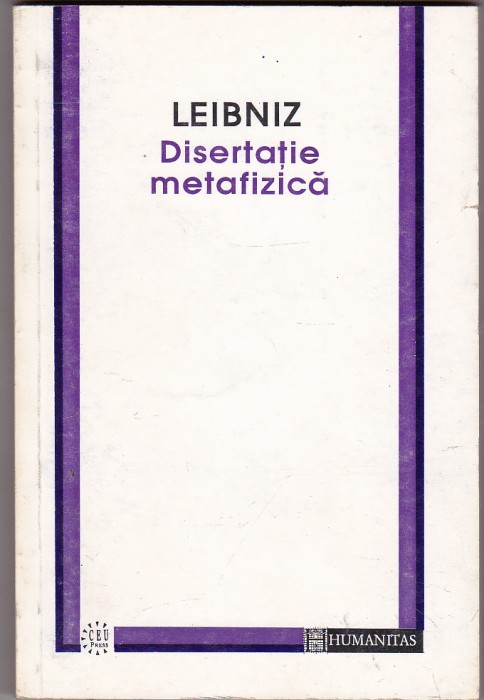 LEIBNIZ
Disertație
metafizică
CEU
PRESS
HUMANITAS